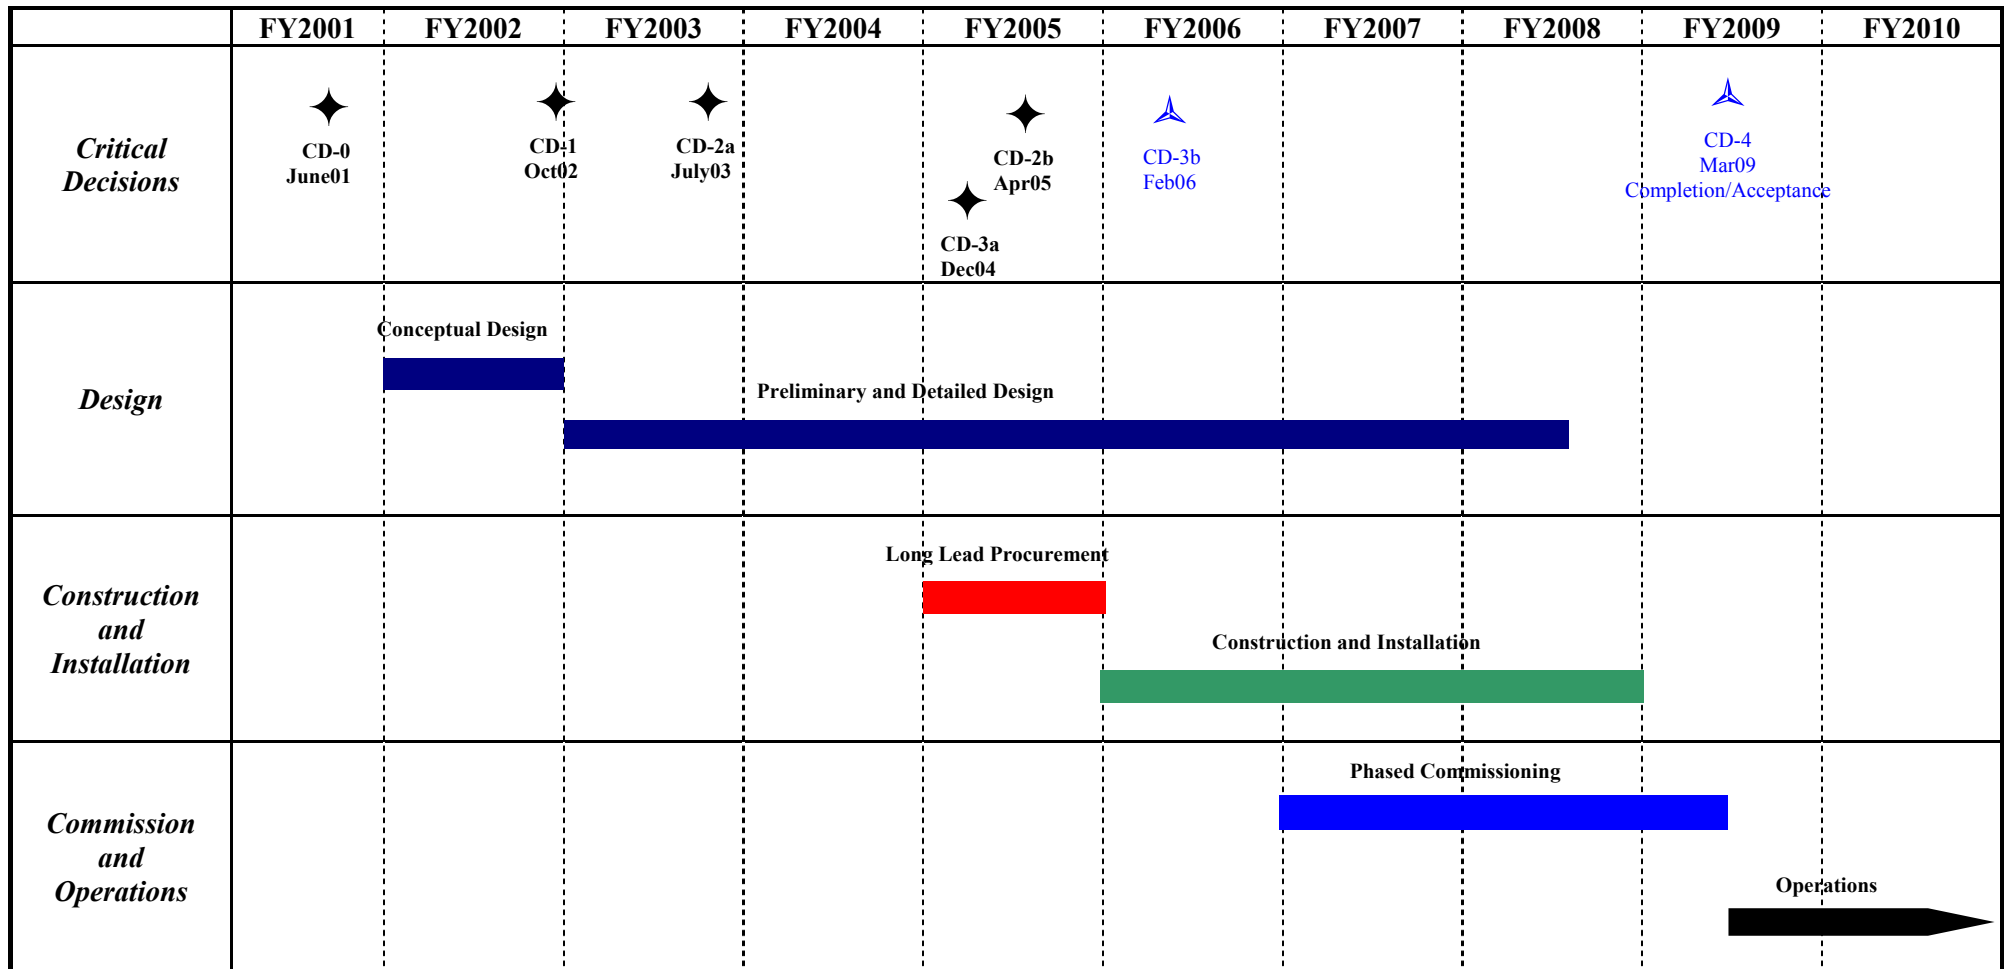 FY2001 FY2002 FY2003 FY2004 FY2005 FY2006 FY2007 FY2008 FY2009 FY2010
Critical
Decisions
CD-0
June01
CD-1
Oct02
CD-2a
July03
CD-2b
Apr05
CD-3a
Dec04
CD-3b
Feb06
CD-4
Mar09
Completion/Acceptance
Design
Conceptual Design
Preliminary and Detailed Design
Construction
and
Installation
Long Lead Procurement
Construction and Installation
Commission
and
Operations
Phased Commissioning
Operations